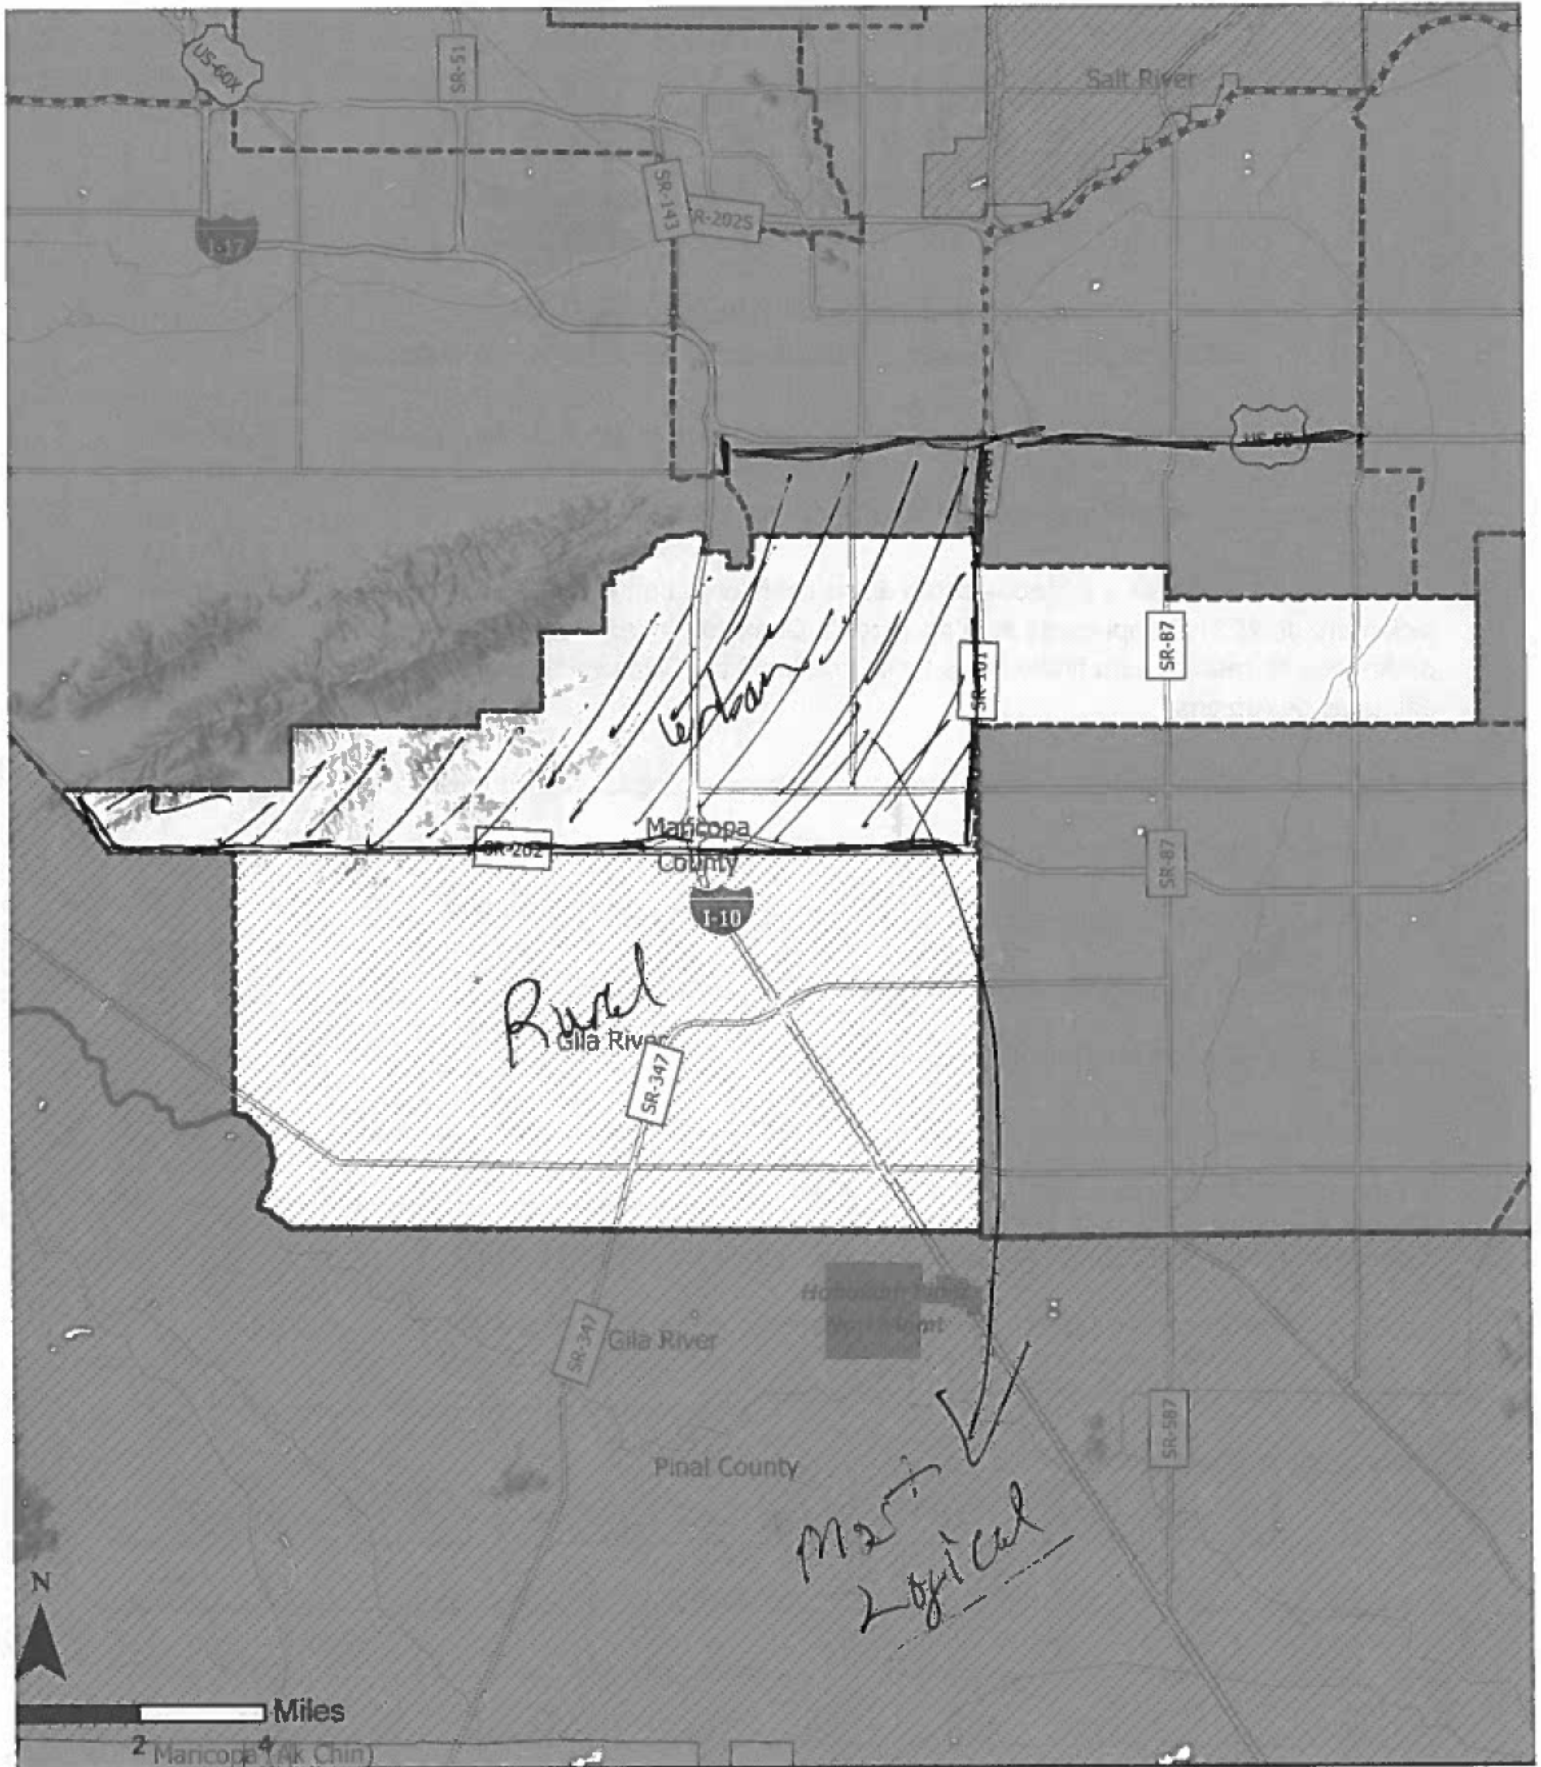 US-60X
SR-51
Salt River
SR-143
R-202S
I-17
US-60
SR-101
SR-87
Urban
SR-202
Maricopa
County
SR-87
I-10
Rural
Gila River
SR-347
SR-347
Gila River
Pinal County
SR-587
Most
Logical
N
Miles
2 4
Maricopa (Ak Chin)